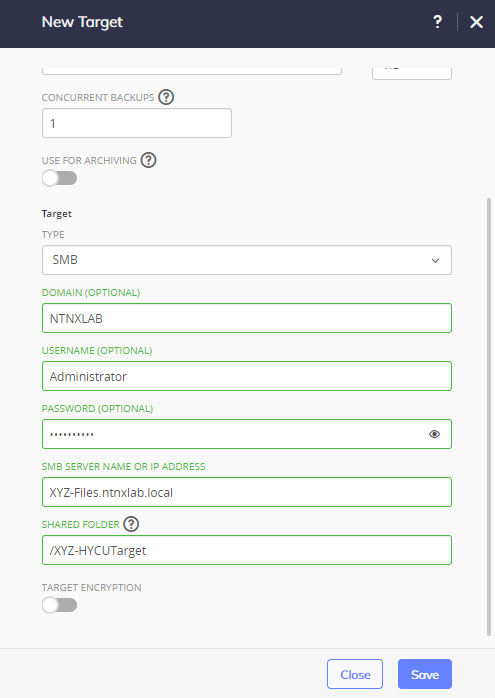 New Target
?
CONCURRENT BACKUPS ?
1
USE FOR ARCHIVING ?
Target
TYPE
SMB
DOMAIN (OPTIONAL)
NTNXLAB
USERNAME (OPTIONAL)
Administrator
PASSWORD (OPTIONAL)
••••••••••
SMB SERVER NAME OR IP ADDRESS
XYZ-Files.ntnxlab.local
SHARED FOLDER ?
/XYZ-HYCUTarget
TARGET ENCRYPTION
Close
Save